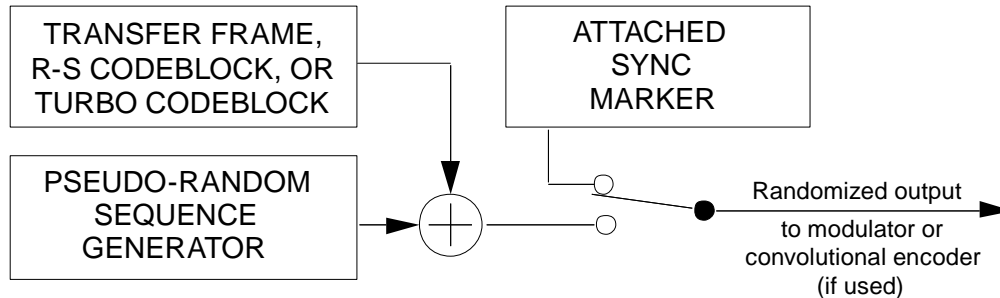 TRANSFER FRAME,
R-S CODEBLOCK, OR
TURBO CODEBLOCK
ATTACHED
SYNC
MARKER
PSEUDO-RANDOM
SEQUENCE
GENERATOR
Randomized output
to modulator or
convolutional encoder
(if used)